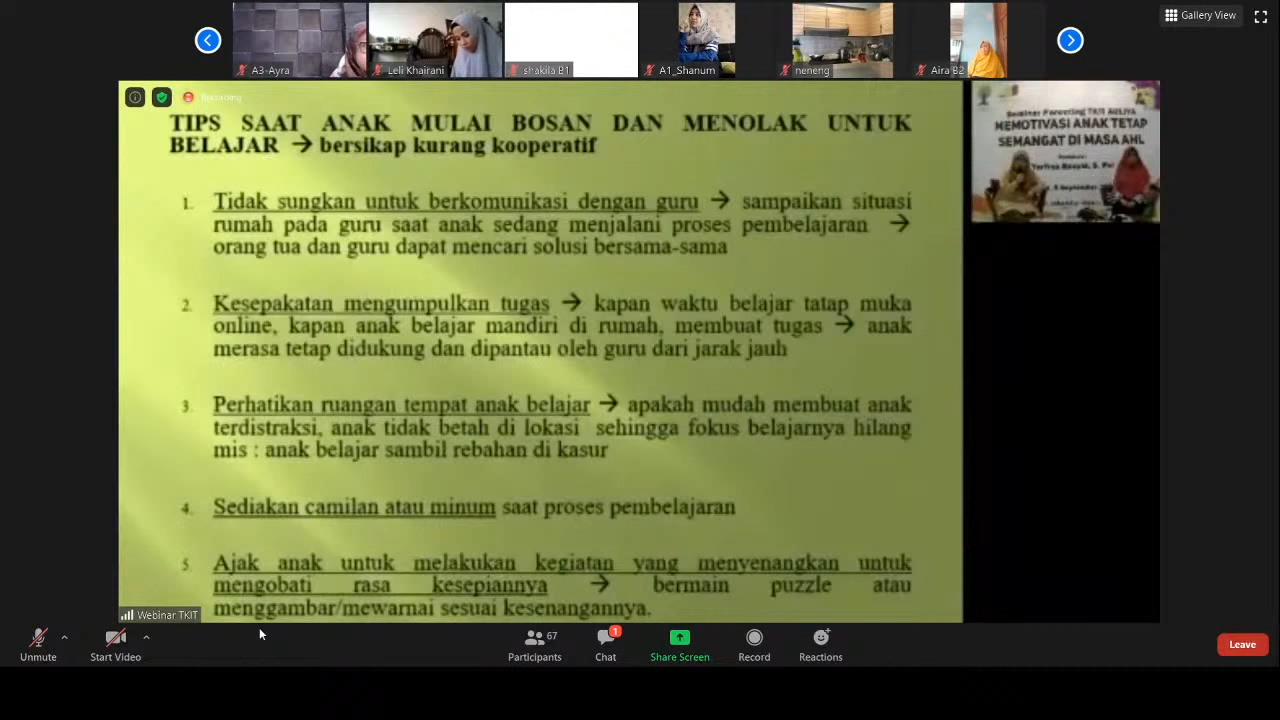 Gallery View
A3-Ayra
Leli Khairani
shakila B1
A1_Shanum
neneng
Aira B2
Recording
TIPS SAAT ANAK MULAI BOSAN DAN MENOLAK UNTUK
BELAJAR → bersikap kurang kooperatif
1. Tidak sungkan untuk berkomunikasi dengan guru → sampaikan situasi
rumah pada guru saat anak sedang menjalani proses pembelajaran →
orang tua dan guru dapat mencari solusi bersama-sama
2. Kesepakatan mengumpulkan tugas → kapan waktu belajar tatap muka
online, kapan anak belajar mandiri di rumah, membuat tugas → anak
merasa tetap didukung dan dipantau oleh guru dari jarak jauh
3. Perhatikan ruangan tempat anak belajar → apakah mudah membuat anak
terdistraksi, anak tidak betah di lokasi sehingga fokus belajarnya hilang
mis : anak belajar sambil rebahan di kasur
4. Sediakan camilan atau minum saat proses pembelajaran
5. Ajak anak untuk melakukan kegiatan yang menyenangkan untuk
mengobati rasa kesepiannya → bermain puzzle atau
menggambar/mewarnai sesuai kesenangannya.
Seminar Parenting TKIT AULIYA
MEMOTIVASI ANAK TETAP
SEMANGAT DI MASA AHL
Webinar TKIT
Unmute
Start Video
Participants
67
Chat
1
Share Screen
Record
Reactions
Leave